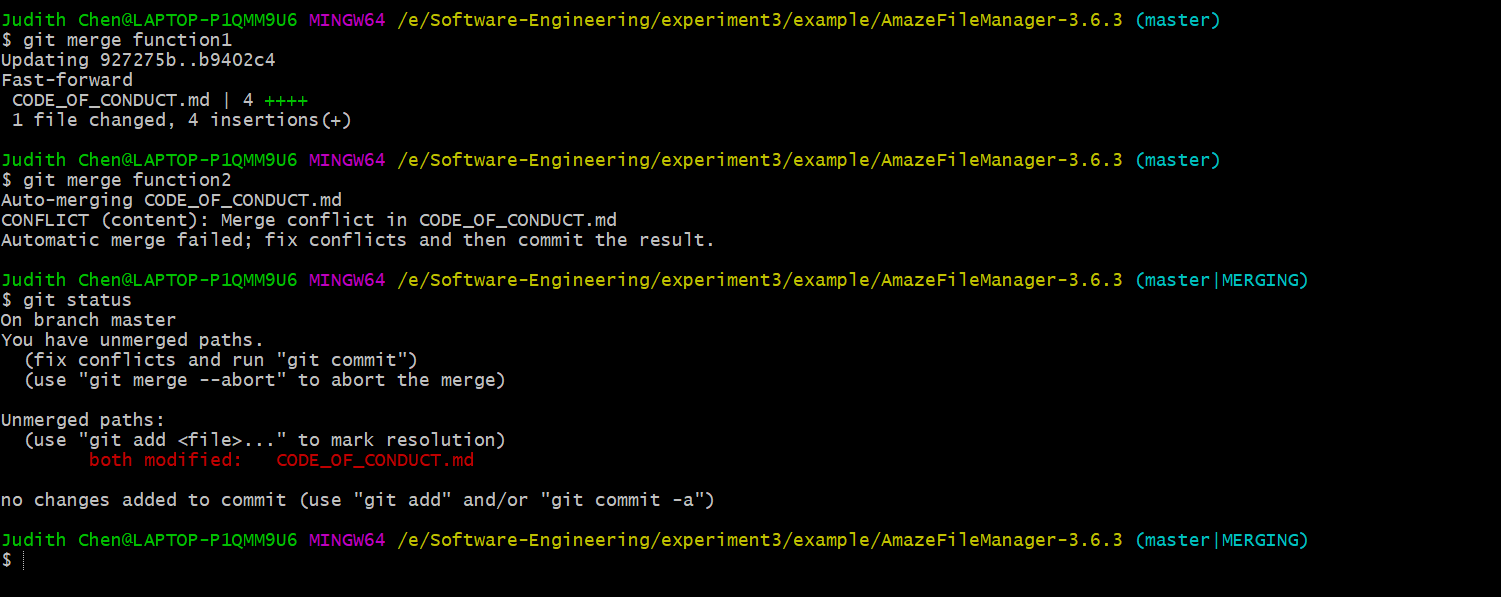 Judith Chen@LAPTOP-P1QMM9U6 MINGW64 /e/Software-Engineering/experiment3/example/AmazeFileManager-3.6.3 (master)
$ git merge function1
Updating 927275b..b9402c4
Fast-forward
 CODE_OF_CONDUCT.md | 4 ++++
 1 file changed, 4 insertions(+)

Judith Chen@LAPTOP-P1QMM9U6 MINGW64 /e/Software-Engineering/experiment3/example/AmazeFileManager-3.6.3 (master)
$ git merge function2
Auto-merging CODE_OF_CONDUCT.md
CONFLICT (content): Merge conflict in CODE_OF_CONDUCT.md
Automatic merge failed; fix conflicts and then commit the result.

Judith Chen@LAPTOP-P1QMM9U6 MINGW64 /e/Software-Engineering/experiment3/example/AmazeFileManager-3.6.3 (master|MERGING)
$ git status
On branch master
You have unmerged paths.
  (fix conflicts and run "git commit")
  (use "git merge --abort" to abort the merge)

Unmerged paths:
  (use "git add <file>..." to mark resolution)
        both modified:   CODE_OF_CONDUCT.md

no changes added to commit (use "git add" and/or "git commit -a")

Judith Chen@LAPTOP-P1QMM9U6 MINGW64 /e/Software-Engineering/experiment3/example/AmazeFileManager-3.6.3 (master|MERGING)
$